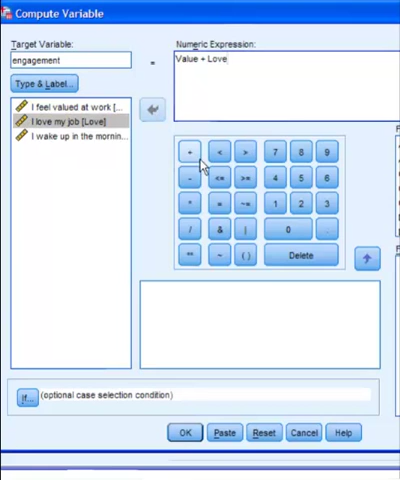 Compute Variable
Target Variable:
Numeric Expression:
engagement
=
Value + Love
Type & Label...
I feel valued at work [...
I love my job [Love]
I wake up in the mornin...
+ < > 7 8 9
- <= >= 4 5 6
* = ~= 1 2 3
/ & | 0 .
** ~ ( ) Delete
If... (optional case selection condition)
OK Paste Reset Cancel Help